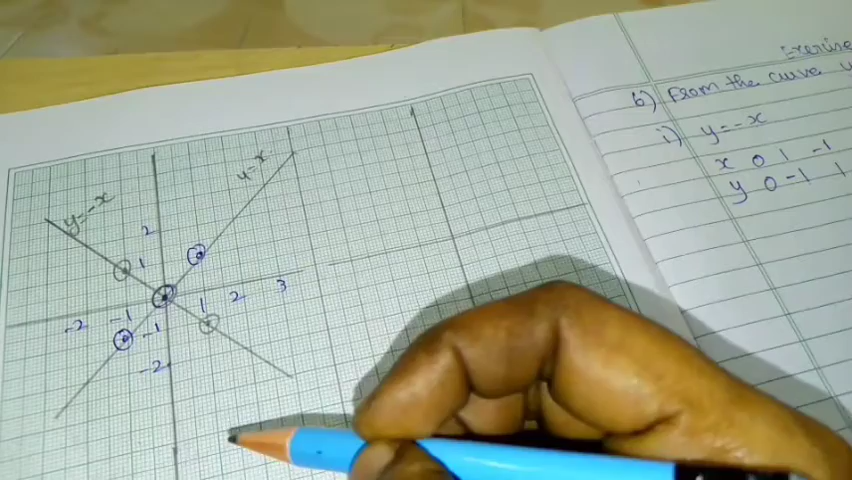 Exercise
6) From the curve y
i) y=-x
x 0 1 -1
y 0 -1 1
y=-x
y=x
2
1
-2 -1 1 2 3
-1
-2